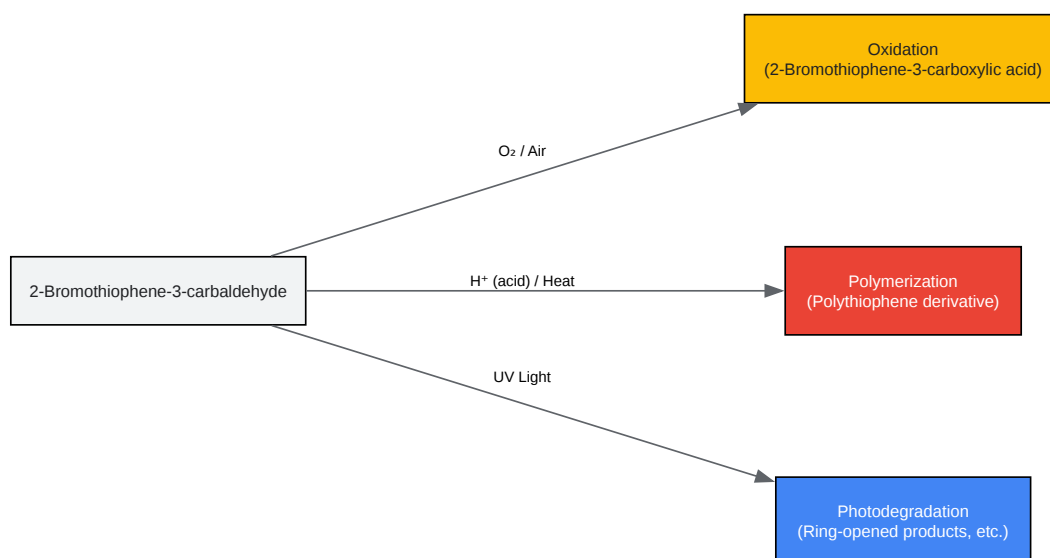 Oxidation
(2-Bromothiophene-3-carboxylic acid)
O₂ / Air
2-Bromothiophene-3-carbaldehyde
H⁺ (acid) / Heat
Polymerization
(Polythiophene derivative)
UV Light
Photodegradation
(Ring-opened products, etc.)